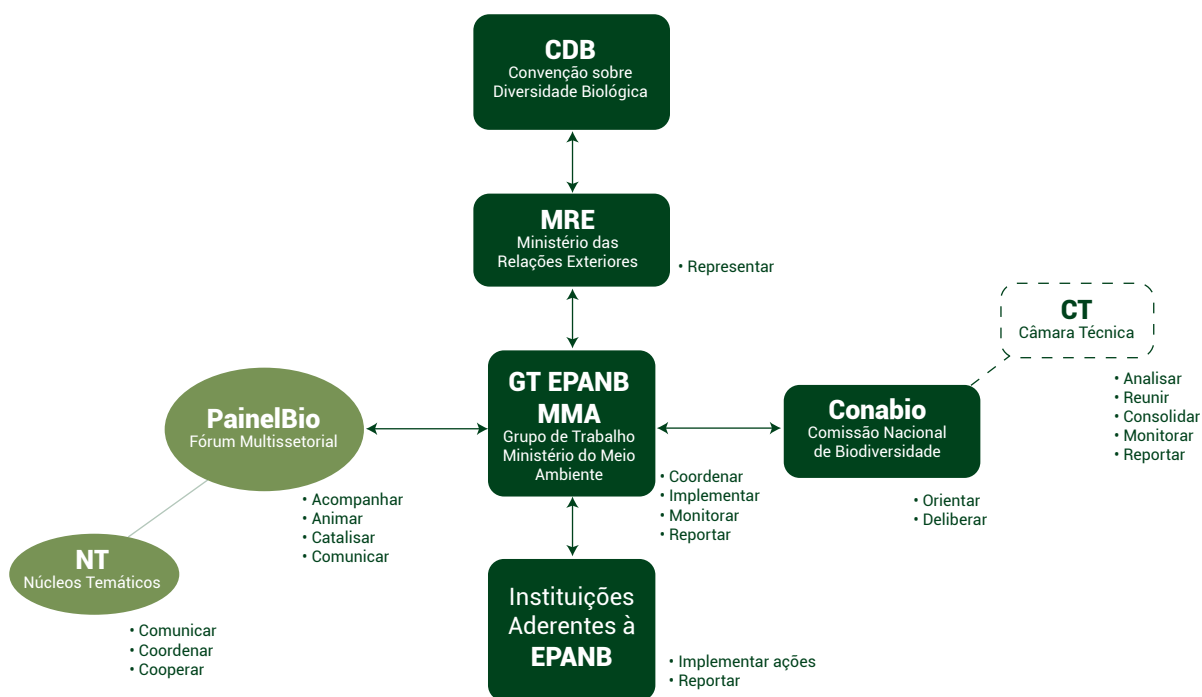 CDB
Convenção sobre
Diversidade Biológica
MRE
Ministério das
Relações Exteriores
• Representar
CT
Câmara Técnica
• Analisar
• Reunir
• Consolidar
• Monitorar
• Reportar
GT EPANB
MMA
Grupo de Trabalho
Ministério do Meio
Ambiente
• Coordenar
• Implementar
• Monitorar
• Reportar
Conabio
Comissão Nacional
de Biodiversidade
• Orientar
• Deliberar
PainelBio
Fórum Multissetorial
• Acompanhar
• Animar
• Catalisar
• Comunicar
NT
Núcleos Temáticos
• Comunicar
• Coordenar
• Cooperar
Instituições
Aderentes à
EPANB
• Implementar ações
• Reportar